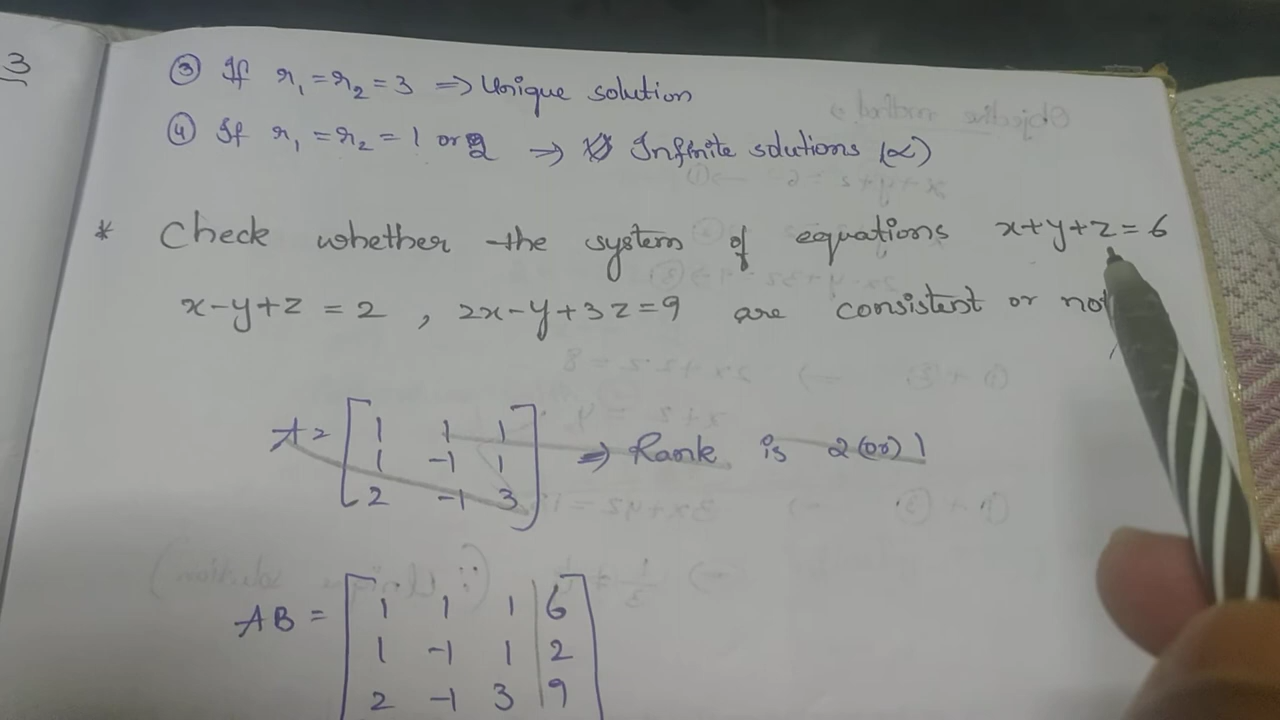 3
③ If r₁ = r₂ = 3 => Unique solution
④ If r₁ = r₂ = 1 or 2 => Infinite solutions (∝)
* Check whether the system of equations x+y+z=6
x-y+z = 2 , 2x-y+3z=9 are consistent or not
A = [ 1 1 1 => Rank is 2 (or) 1
1 -1 1
2 -1 3 ]
AB = [ 1 1 1 | 6
1 -1 1 | 2
2 -1 3 | 9 ]